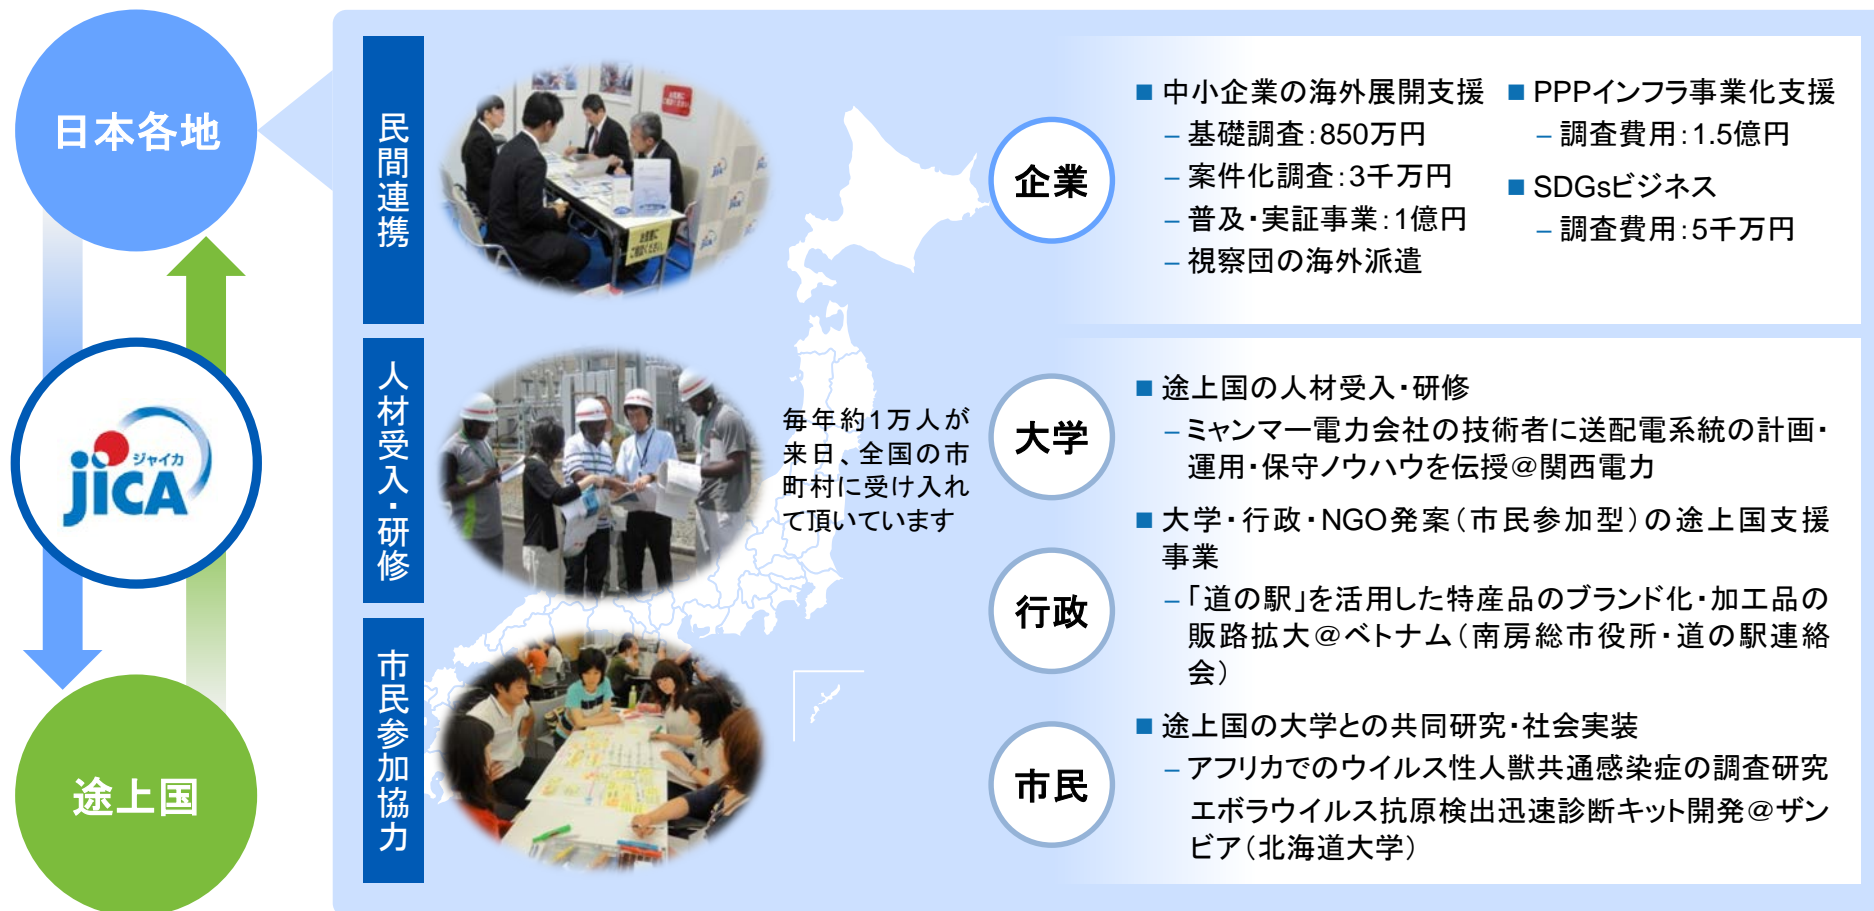 日本各地
ジャイカ
jICA
途上国
民間連携
人材受入・研修
市民参加協力
毎年約1万人が
来日、全国の市
町村に受け入れ
て頂いています
企業
■ 中小企業の海外展開支援
– 基礎調査：850万円
– 案件化調査：3千万円
– 普及・実証事業：1億円
– 視察団の海外派遣
■ PPPインフラ事業化支援
– 調査費用：1.5億円
■ SDGsビジネス
– 調査費用：5千万円
大学
行政
市民
■ 途上国の人材受入・研修
– ミャンマー電力会社の技術者に送配電系統の計画・
運用・保守ノウハウを伝授＠関西電力
■ 大学・行政・NGO発案（市民参加型）の途上国支援
事業
– 「道の駅」を活用した特産品のブランド化・加工品の
販路拡大＠ベトナム（南房総市役所・道の駅連絡
会）
■ 途上国の大学との共同研究・社会実装
– アフリカでのウイルス性人獣共通感染症の調査研究
エボラウイルス抗原検出迅速診断キット開発＠ザン
ビア（北海道大学）